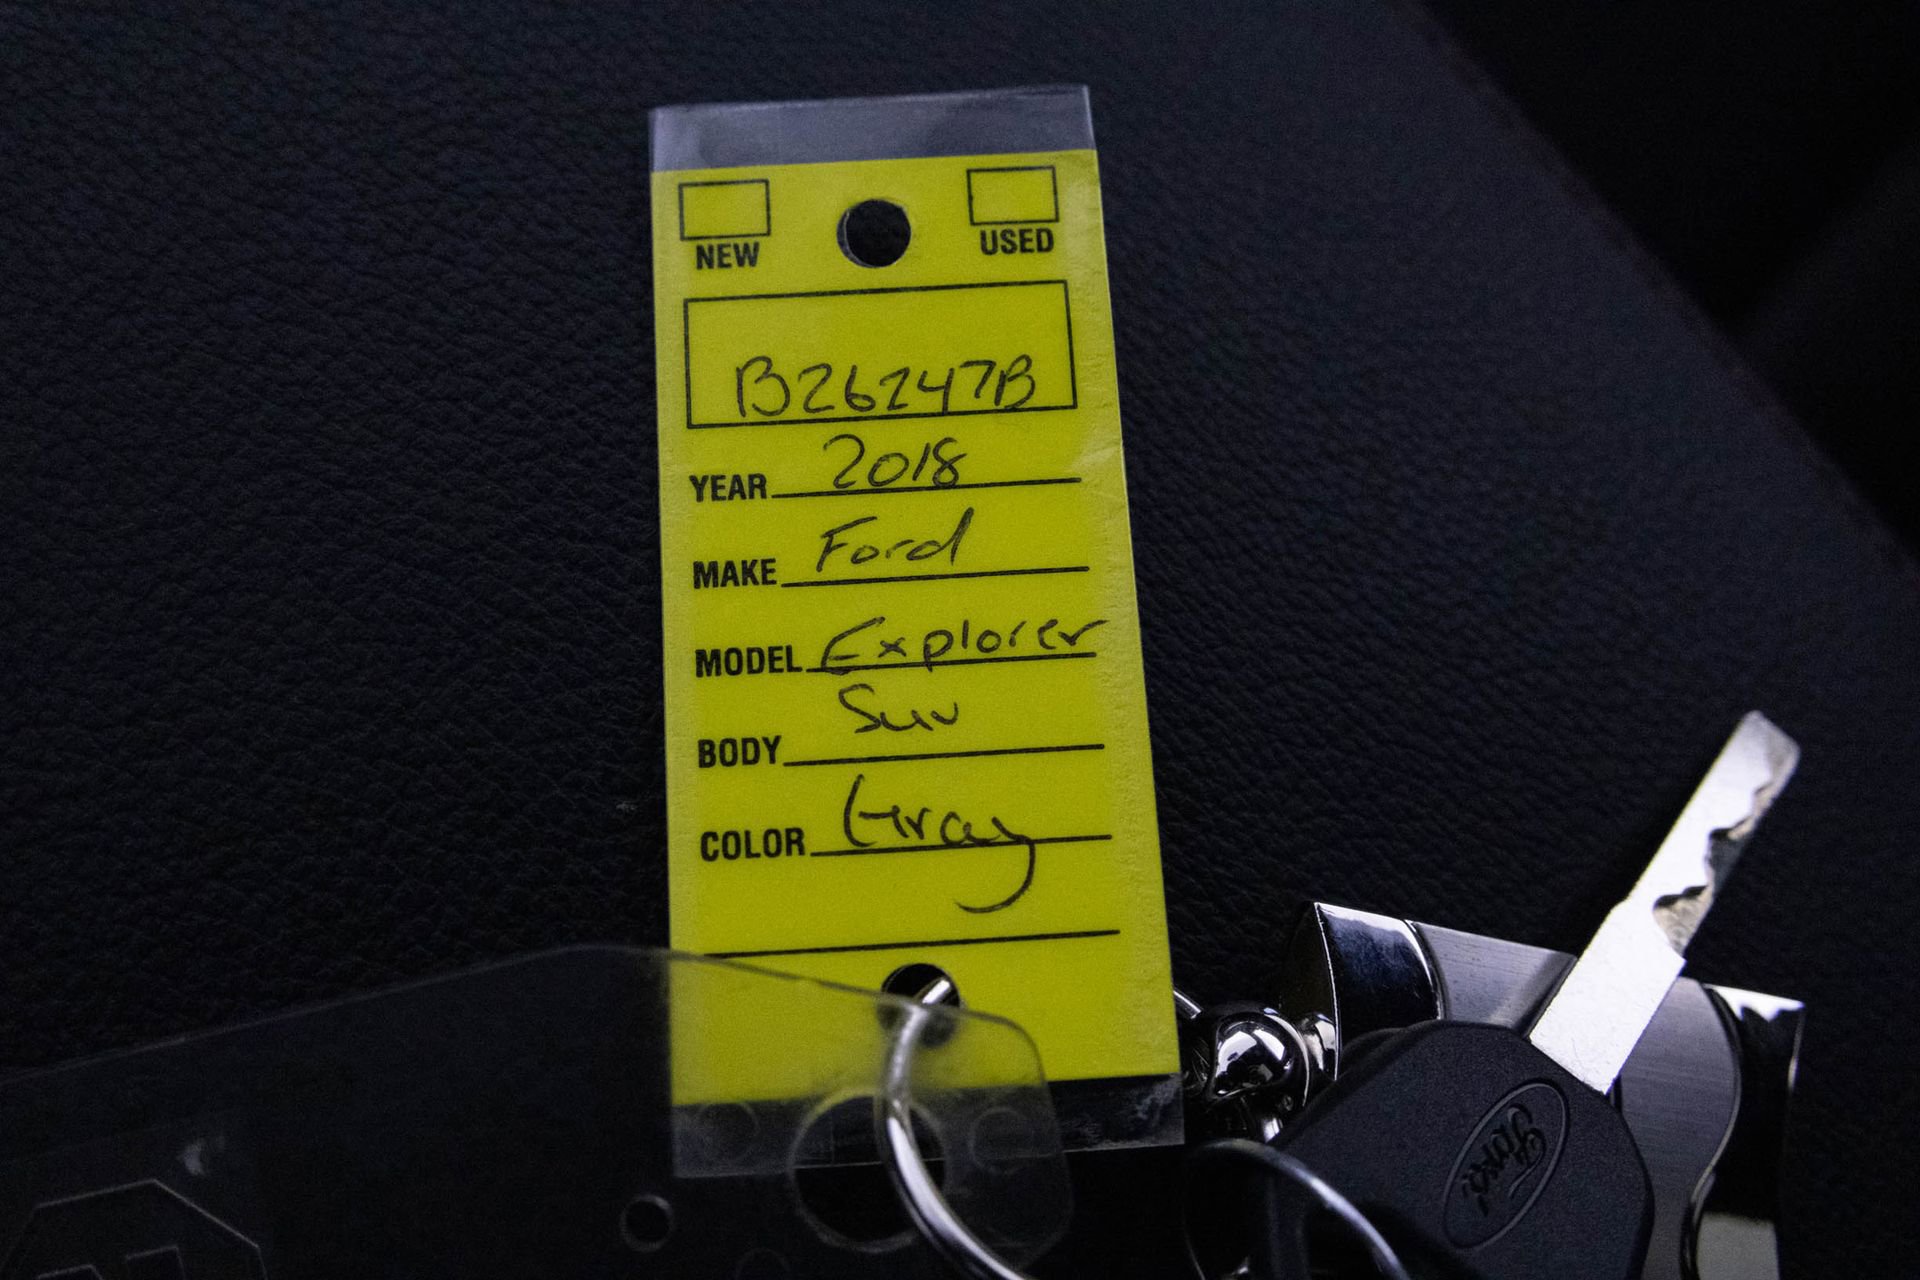 NEW USED
B26247B
YEAR 2018
MAKE Ford
MODEL Explorer
BODY Suv
COLOR Gray
Ford